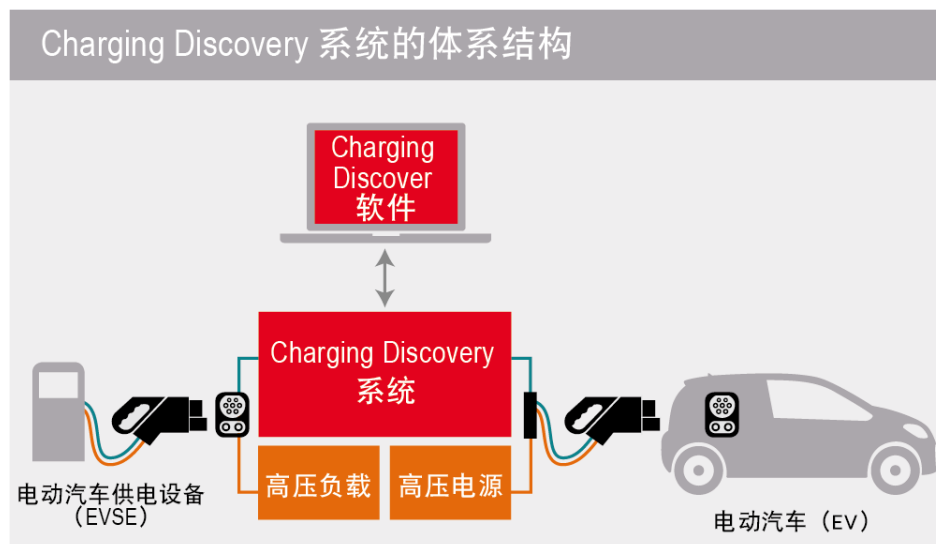 Charging Discovery 系统的体系结构
Charging
Discover
软件
Charging Discovery
系统
高压负载
高压电源
电动汽车供电设备
（EVSE）
电动汽车（EV）